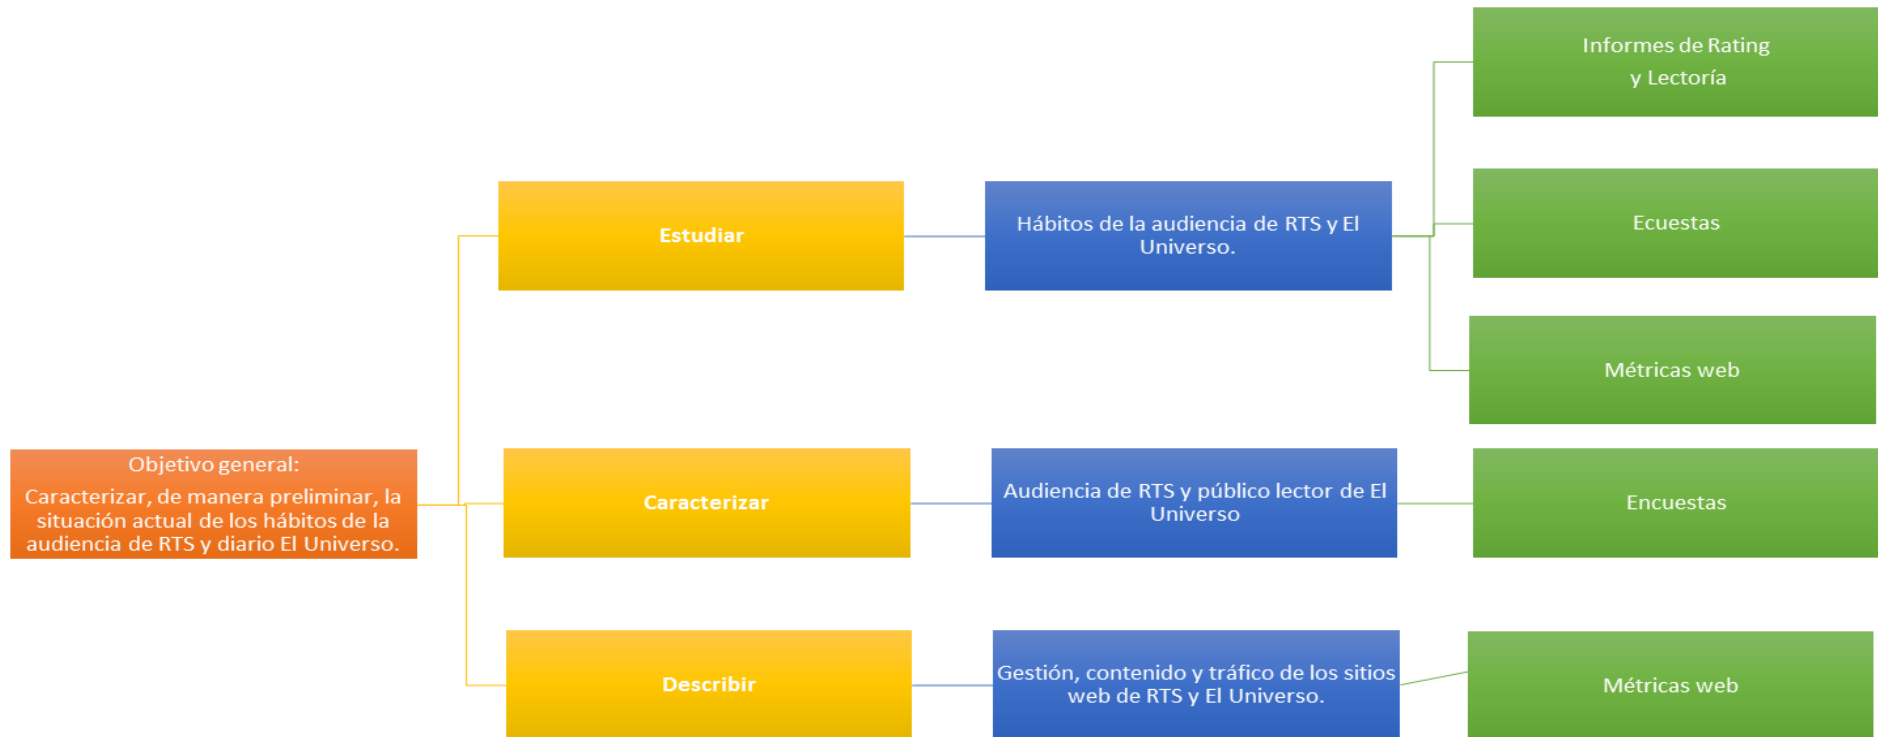 Informes de Rating
y Lectoría
Estudiar
Hábitos de la audiencia de RTS y El
Universo.
Ecuestas
Métricas web
Objetivo general:
Caracterizar, de manera preliminar, la
situación actual de los hábitos de la
audiencia de RTS y diario El Universo.
Caracterizar
Audiencia de RTS y público lector de El
Universo
Encuestas
Describir
Gestión, contenido y tráfico de los sitios
web de RTS y El Universo.
Métricas web